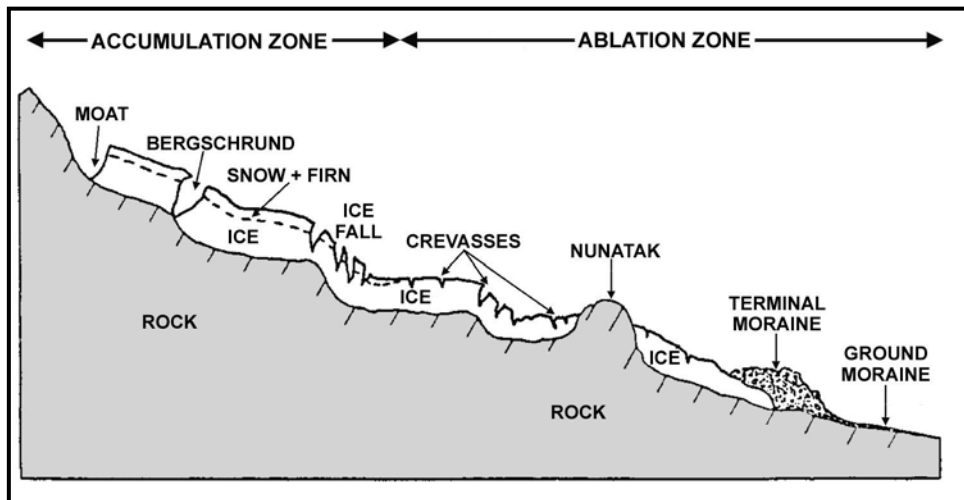 ACCUMULATION ZONE
ABLATION ZONE
MOAT
BERGSCHRUND
SNOW + FIRN
ICE
FALL
ICE
CREVASSES
NUNATAK
ICE
TERMINAL
MORAINE
ICE
GROUND
MORAINE
ROCK
ROCK